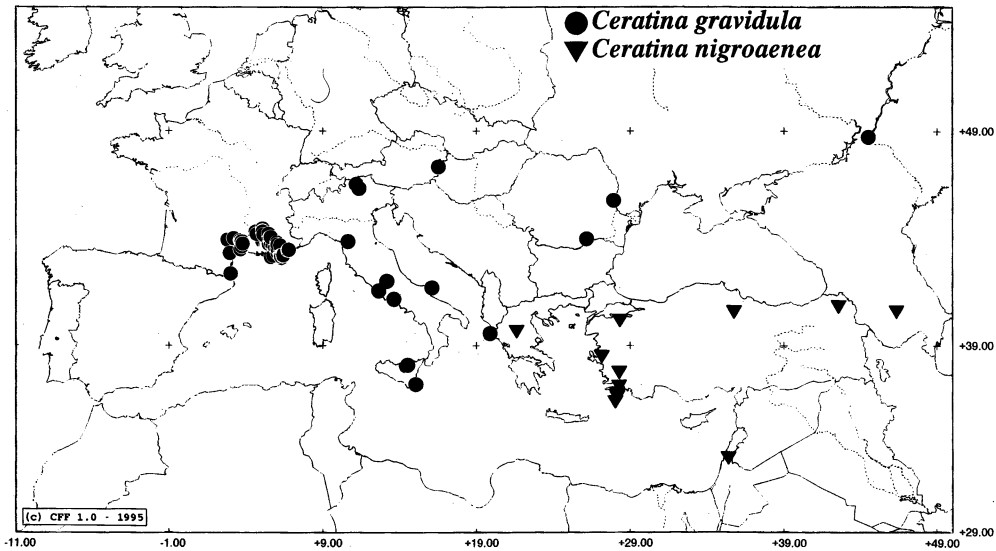 Ceratina gravidula
Ceratina nigroaenea
+49.00
+39.00
(c) CFF 1.0 - 1995
+29.00
-11.00 -1.00 +9.00 +19.00 +29.00 +39.00 +49.00